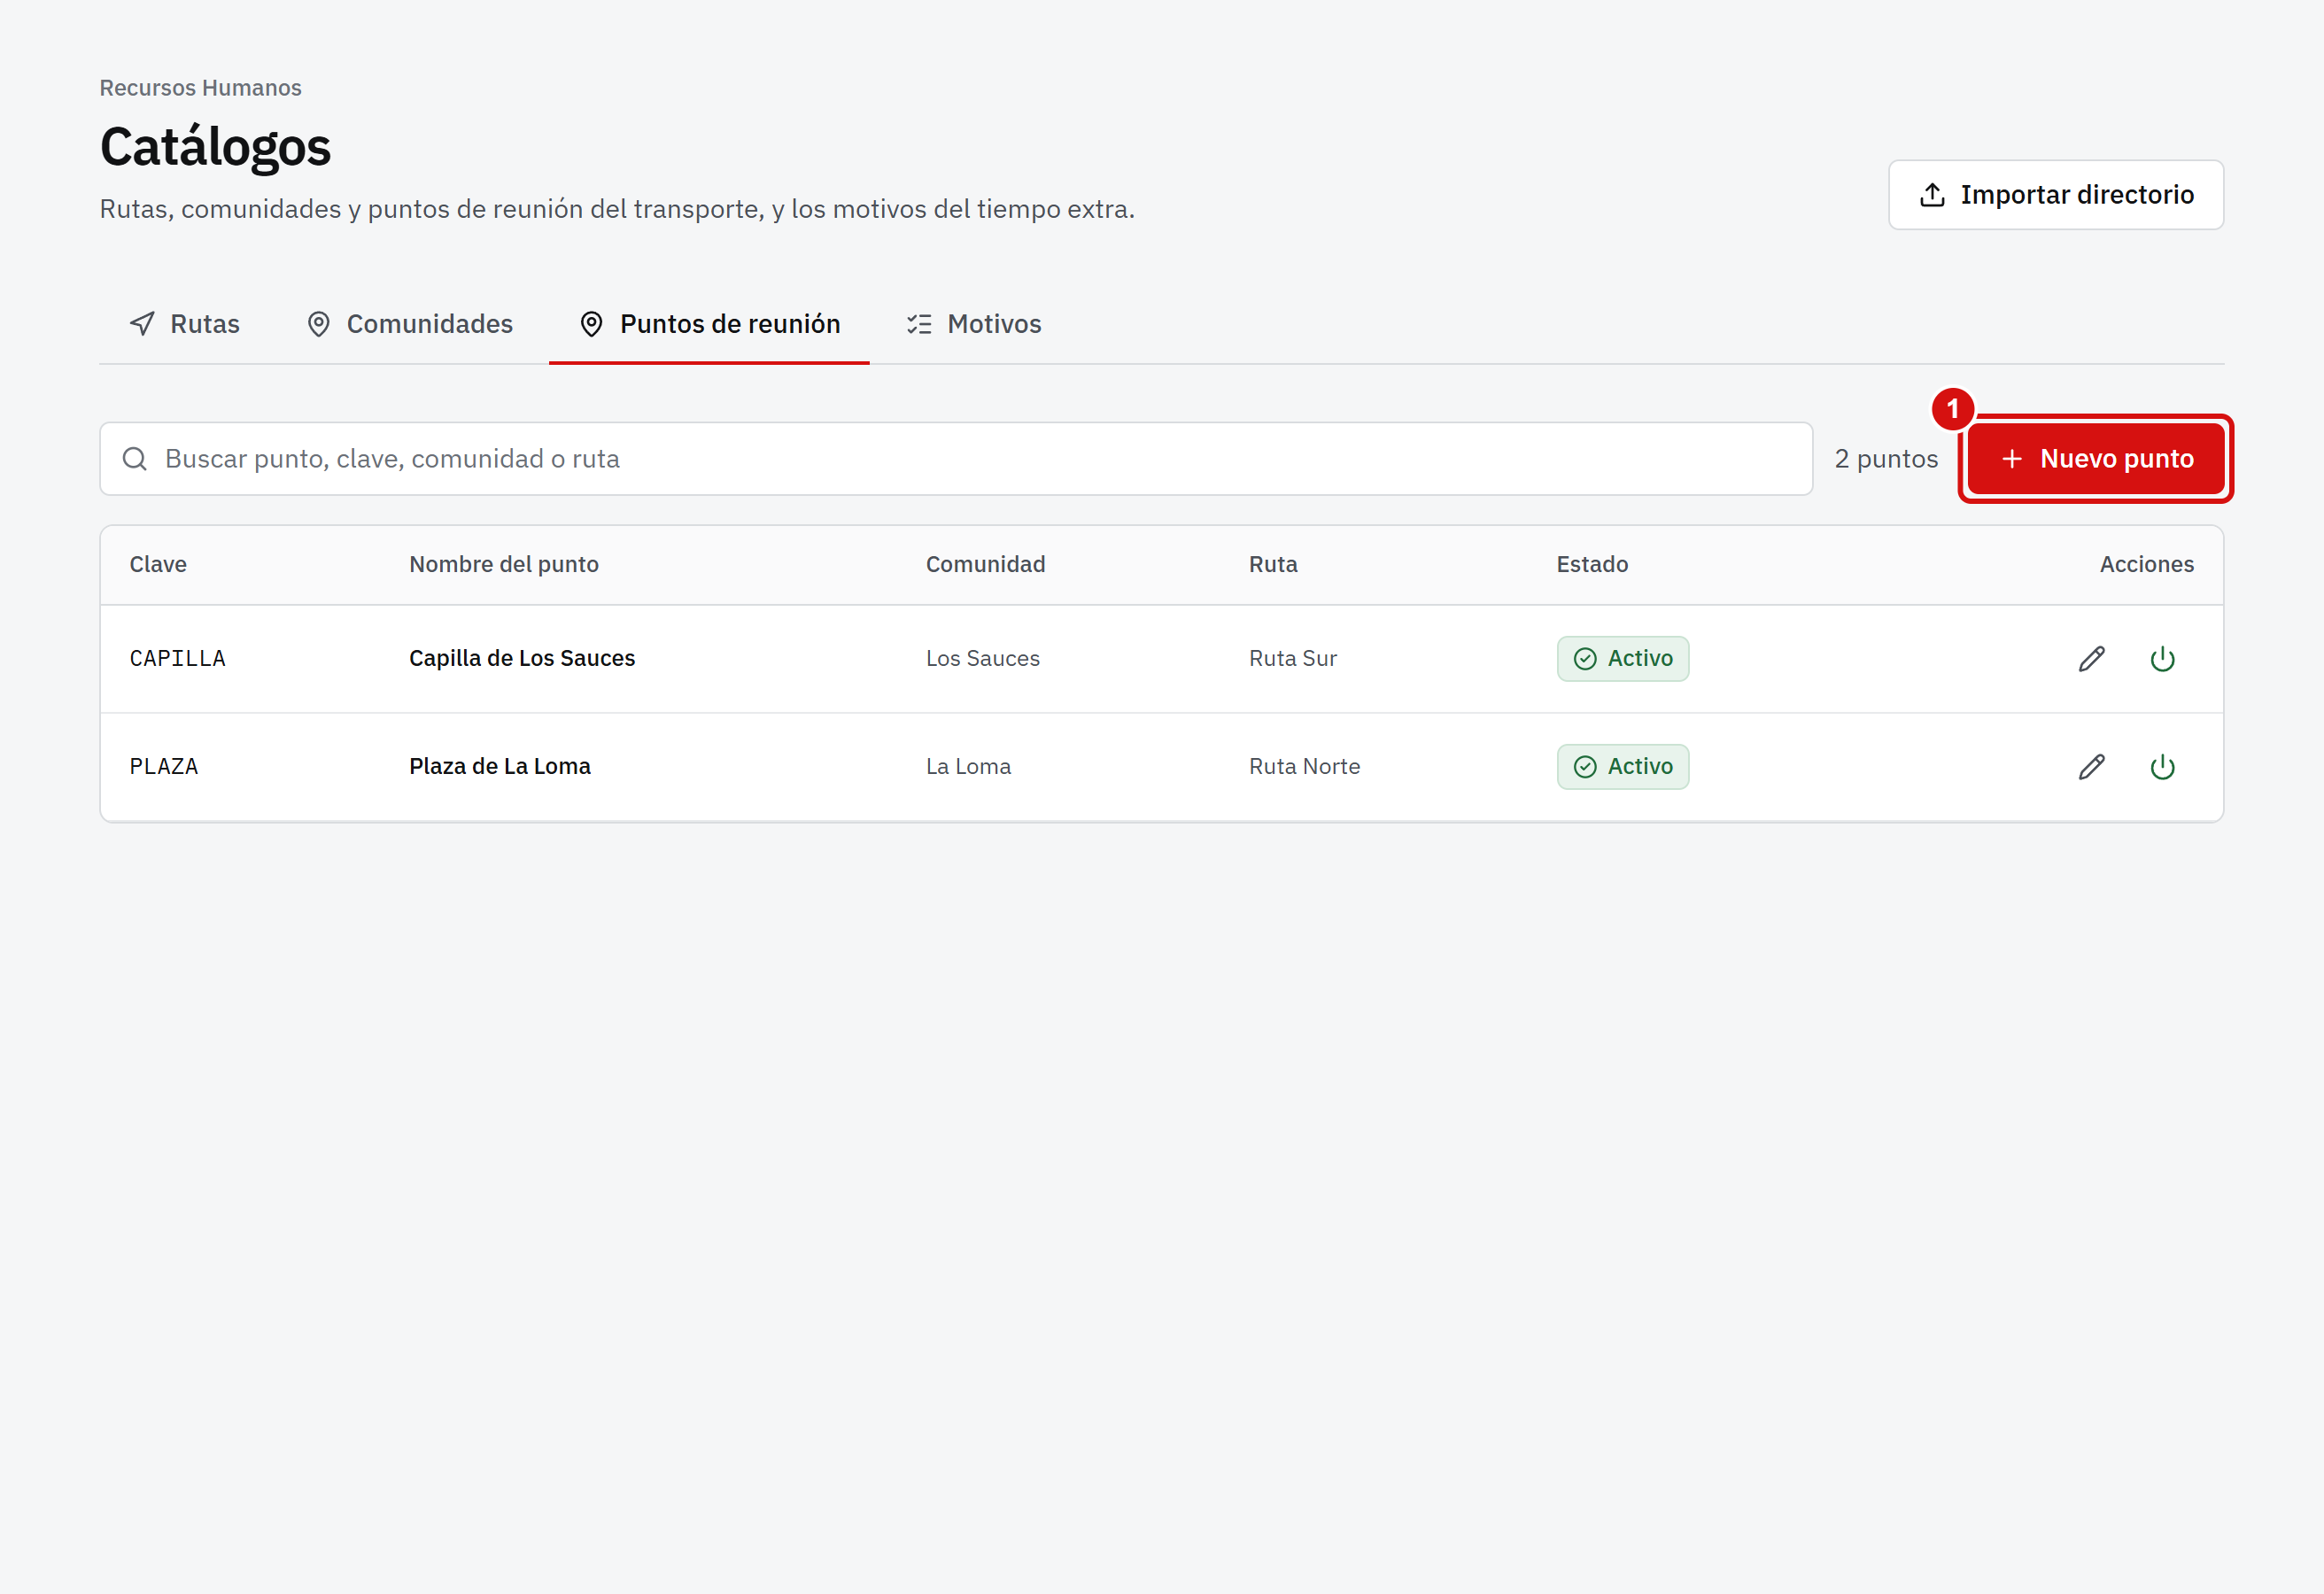 Recursos Humanos
Catálogos
Rutas, comunidades y puntos de reunión del transporte, y los motivos del tiempo extra.
Importar directorio
Rutas Comunidades Puntos de reunión Motivos
1
Buscar punto, clave, comunidad o ruta 2 puntos Nuevo punto
Clave Nombre del punto Comunidad Ruta Estado Acciones
CAPILLA Capilla de Los Sauces Los Sauces Ruta Sur Activo
PLAZA Plaza de La Loma La Loma Ruta Norte Activo